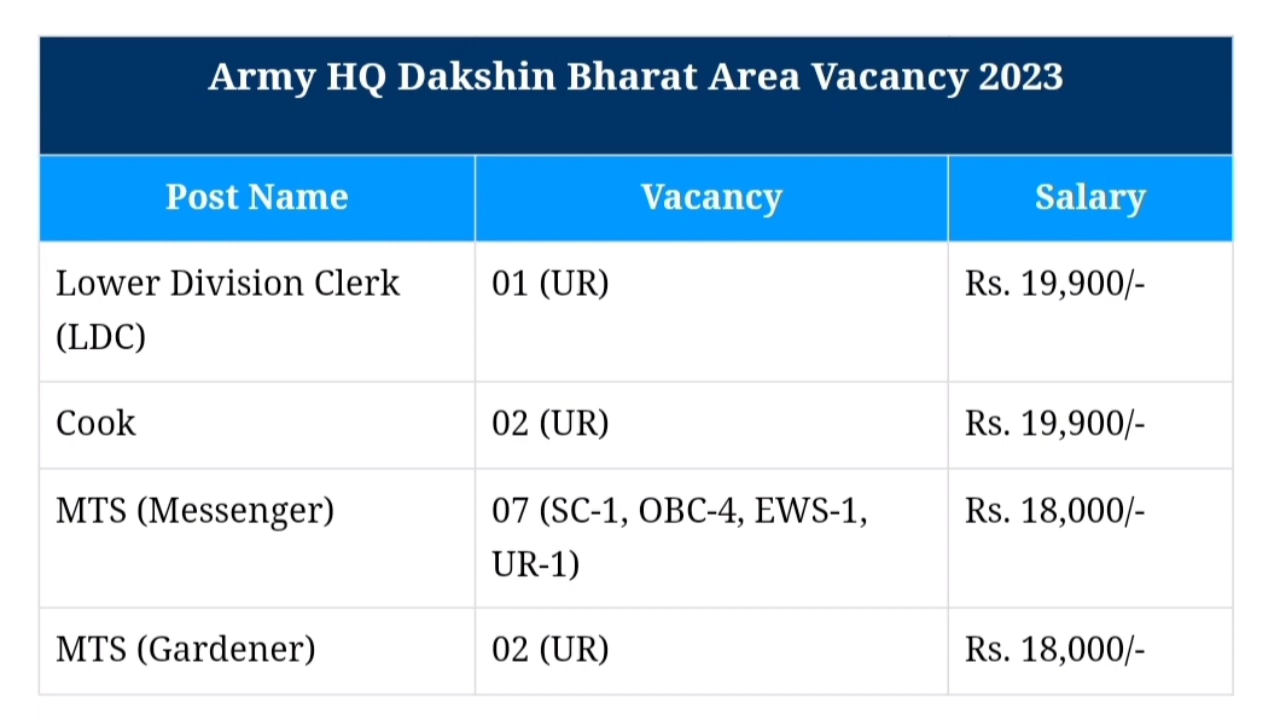 Army HQ Dakshin Bharat Area Vacancy 2023
Post Name Vacancy Salary
Lower Division Clerk 01 (UR) Rs. 19,900/-
(LDC)
Cook 02 (UR) Rs. 19,900/-
MTS (Messenger) 07 (SC-1, OBC-4, EWS-1, Rs. 18,000/-
UR-1)
MTS (Gardener) 02 (UR) Rs. 18,000/-